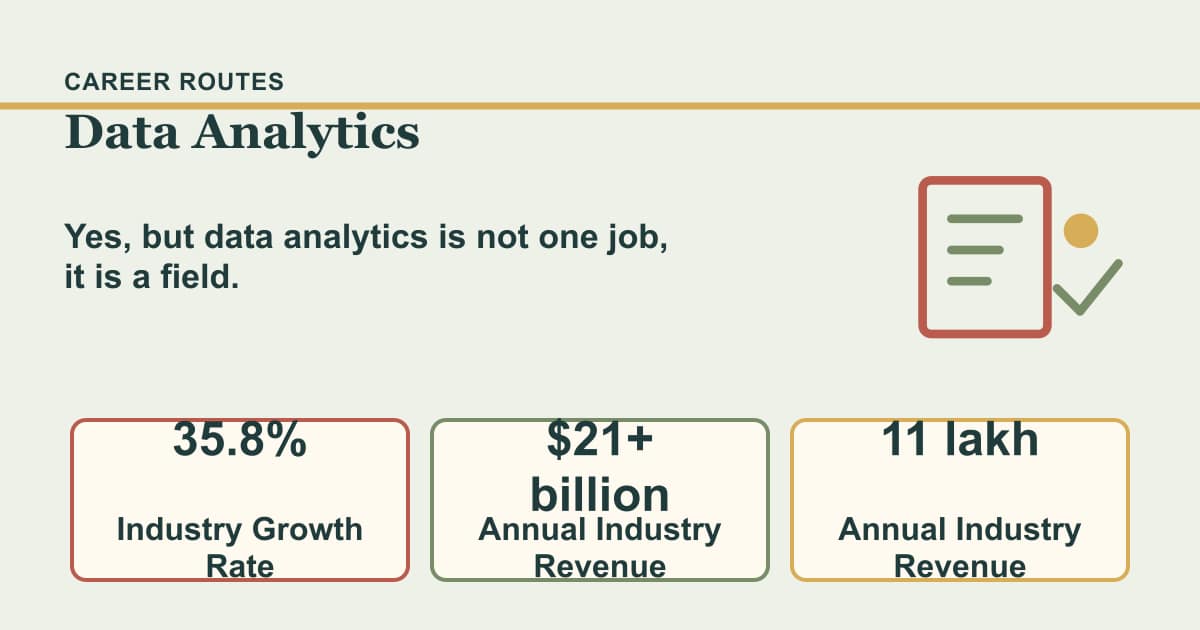 CAREER ROUTES
Data Analytics
Yes, but data analytics is not one job,
it is a field.
35.8%
Industry Growth
Rate
$21+
billion
Annual Industry
Revenue
11 lakh
Annual Industry
Revenue